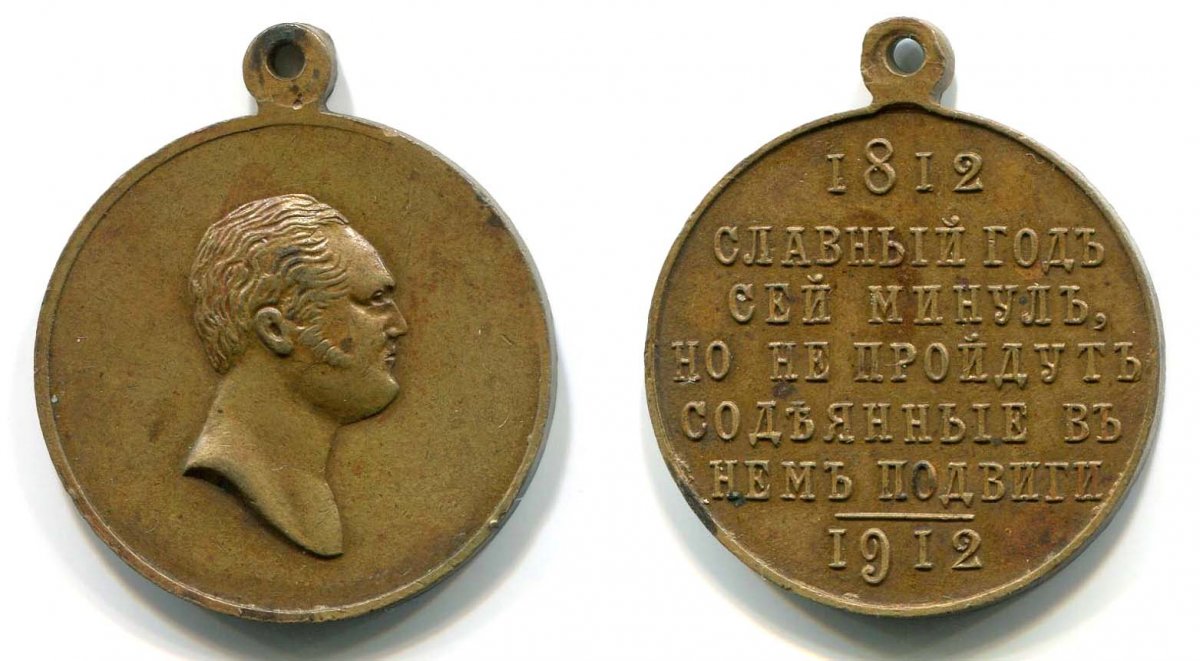 1812
СЛАВНЫЙ ГОДЪ
СЕЙ МИНУЛЪ,
НО НЕ ПРОЙДУТЪ
СОДѢЯННЫЕ ВЪ
НЕМЪ ПОДВИГИ
1912